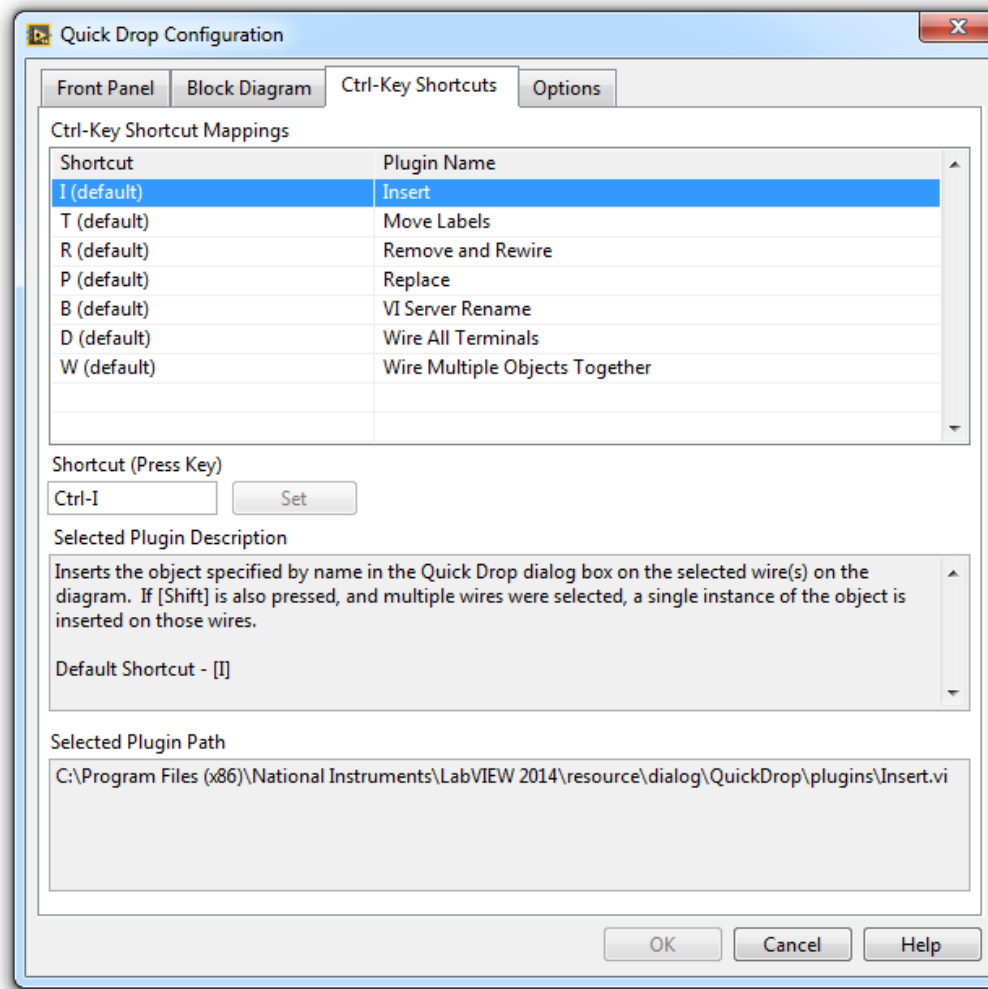 Quick Drop Configuration
Front Panel Block Diagram Ctrl-Key Shortcuts Options
Ctrl-Key Shortcut Mappings
Shortcut Plugin Name
I (default) Insert
T (default) Move Labels
R (default) Remove and Rewire
P (default) Replace
B (default) VI Server Rename
D (default) Wire All Terminals
W (default) Wire Multiple Objects Together
Shortcut (Press Key)
Ctrl-I Set
Selected Plugin Description
Inserts the object specified by name in the Quick Drop dialog box on the selected wire(s) on the
diagram.  If [Shift] is also pressed, and multiple wires were selected, a single instance of the object is
inserted on those wires.
Default Shortcut - [I]
Selected Plugin Path
C:\Program Files (x86)\National Instruments\LabVIEW 2014\resource\dialog\QuickDrop\plugins\Insert.vi
OK Cancel Help